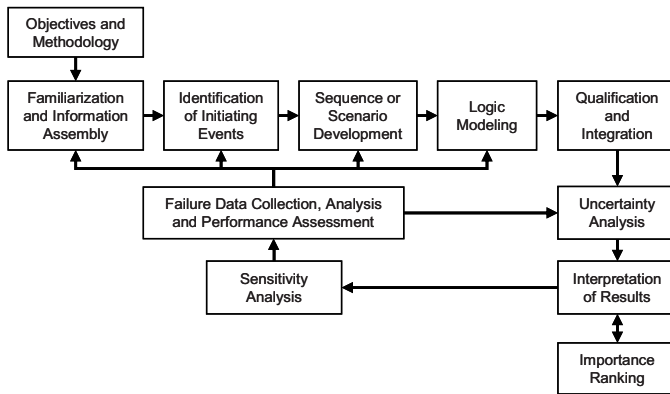 Objectives and
Methodology
Familiarization
and Information
Assembly
Identification
of Initiating
Events
Sequence or
Scenario
Development
Logic
Modeling
Qualification
and
Integration
Failure Data Collection, Analysis
and Performance Assessment
Uncertainty
Analysis
Sensitivity
Analysis
Interpretation
of Results
Importance
Ranking